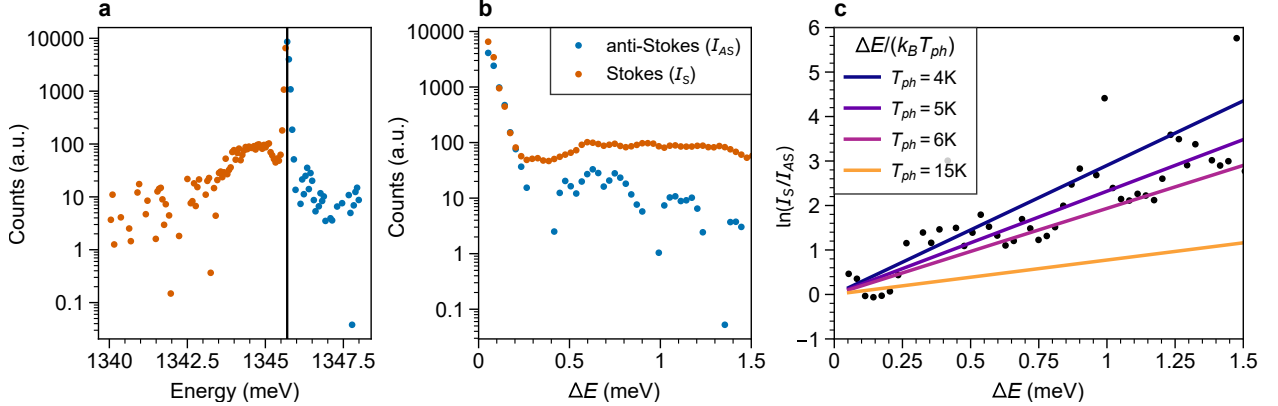 a
10000
1000
100
10
1
0.1
Counts (a.u.)
1340
1342.5
1345
1347.5
Energy (meV)
b
10000
1000
100
10
1
0.1
Counts (a.u.)
anti-Stokes (I_AS)
Stokes (I_S)
0
0.5
1
1.5
ΔE (meV)
c
6
5
4
3
2
1
0
−1
ln(I_S/I_AS)
ΔE/(k_BT_ph)
T_ph = 4K
T_ph = 5K
T_ph = 6K
T_ph = 15K
0
0.25
0.5
0.75
1
1.25
1.5
ΔE (meV)